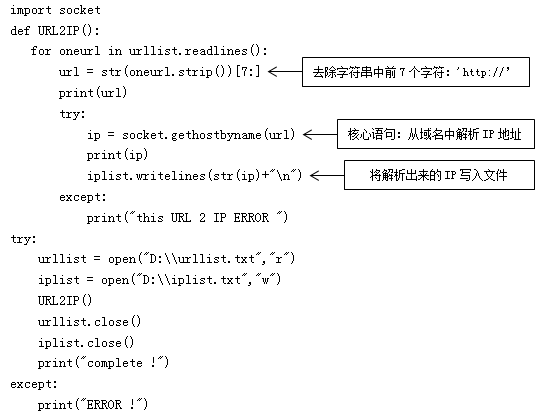 import socket
def URL2IP():
for oneurl in urllist.readlines():
url = str(oneurl.strip())[7:]
去除字符串中前7个字符：'http://'
print(url)
try:
ip = socket.gethostbyname(url)
核心语句：从域名中解析IP地址
print(ip)
iplist.writelines(str(ip)+"\n")
将解析出来的IP写入文件
except:
print("this URL 2 IP ERROR ")
try:
urllist = open("D:\\urllist.txt","r")
iplist = open("D:\\iplist.txt","w")
URL2IP()
urllist.close()
iplist.close()
print("complete !")
except:
print("ERROR !")